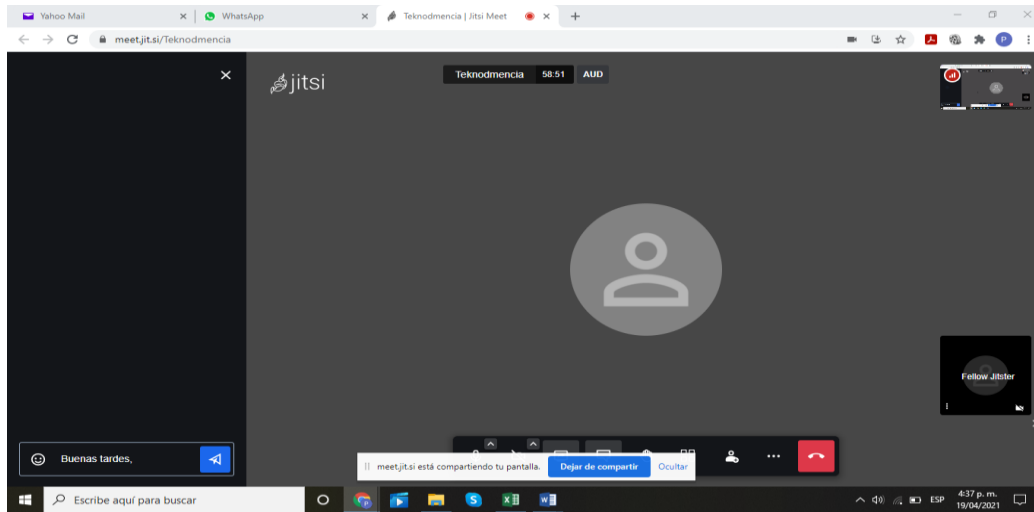 Yahoo Mail
WhatsApp
Teknodmencia | Jitsi Meet
meet.jit.si/Teknodmencia
P
jitsi
Teknodmencia 58:51 AUD
Fellow Jitster
Buenas tardes,
meet.jit.si está compartiendo tu pantalla. Dejar de compartir Ocultar
Escribe aquí para buscar
ESP
4:37 p. m.
19/04/2021